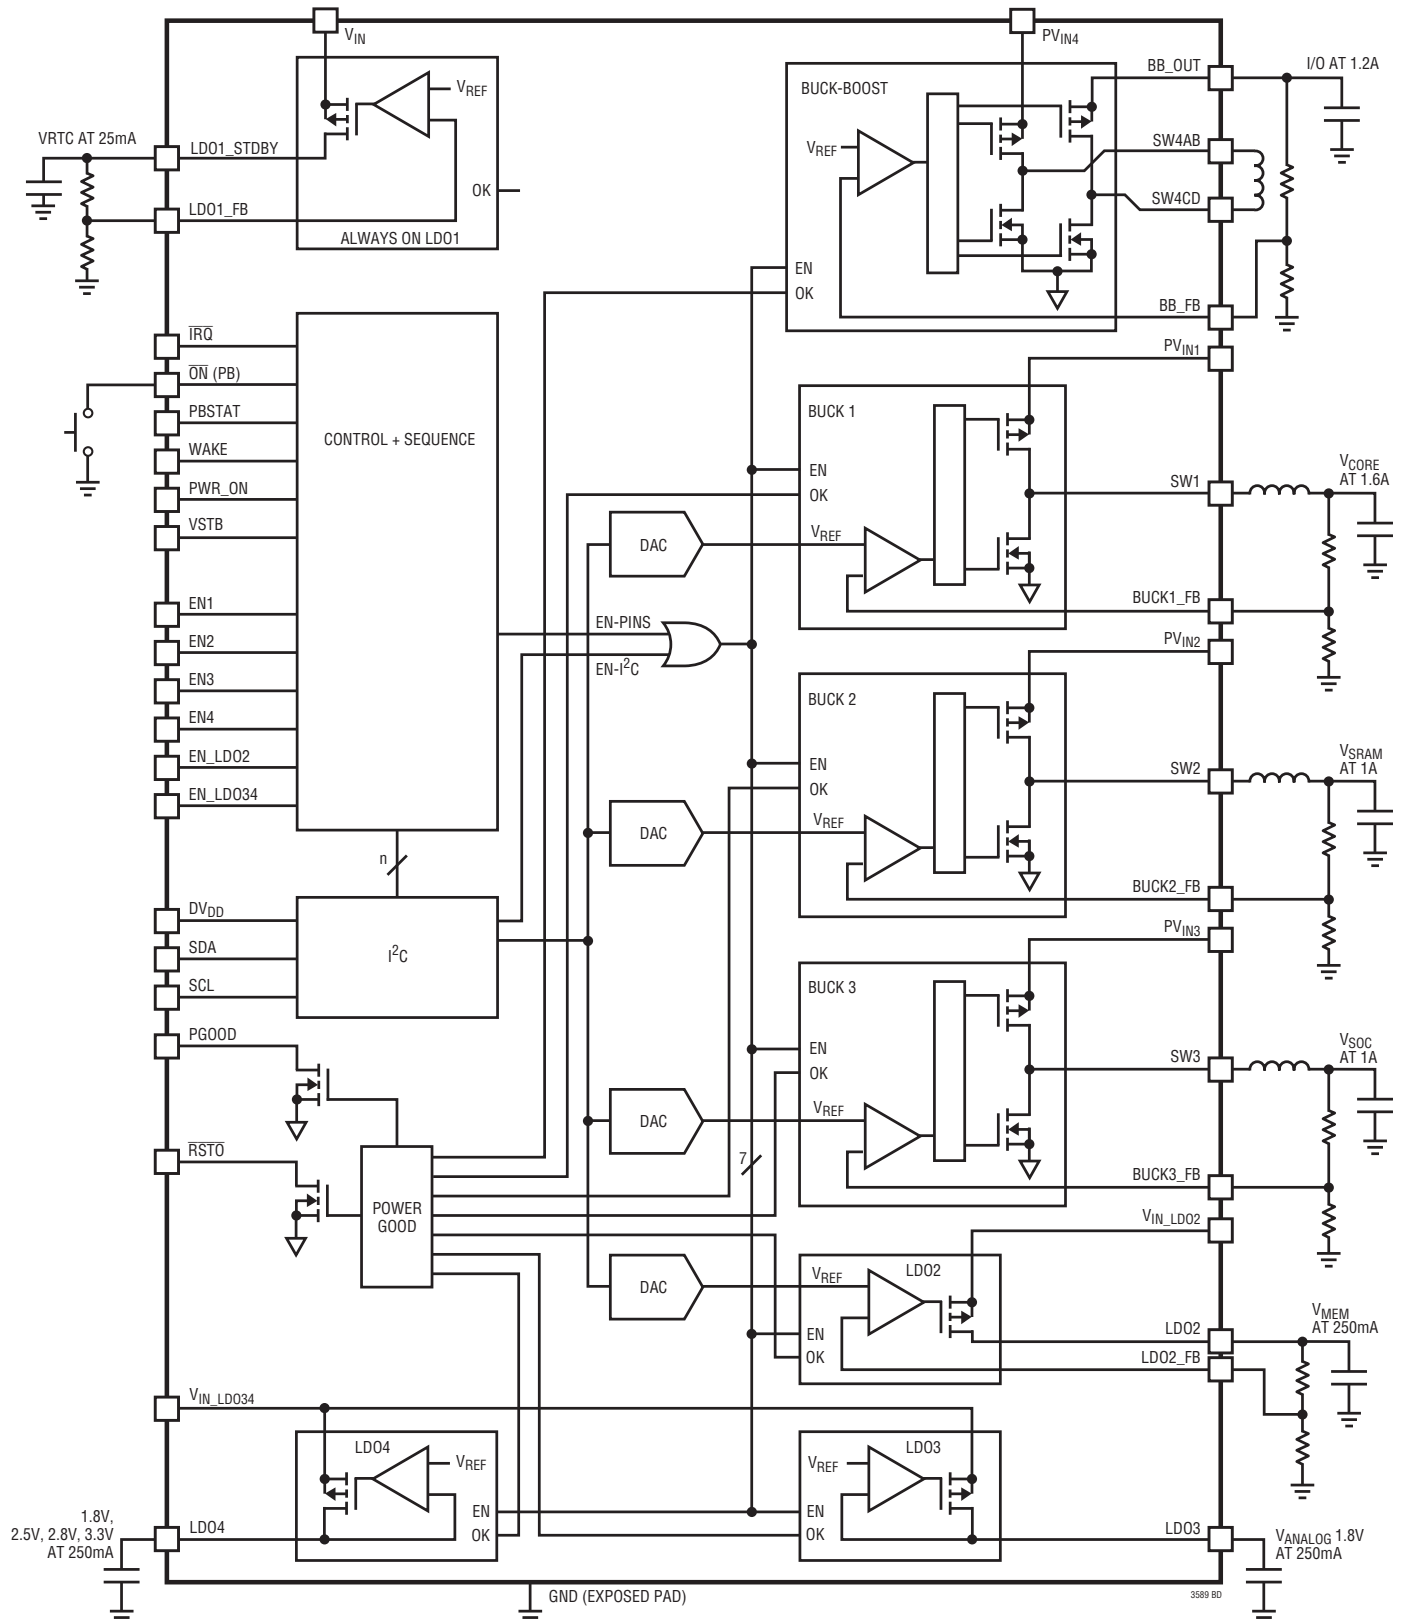 V_IN
PV_IN4
BB_OUT
I/O AT 1.2A
BUCK-BOOST
V_REF
V_REF
VRTC AT 25mA
LDO1_STDBY
SW4AB
OK
SW4CD
LDO1_FB
ALWAYS ON LDO1
EN
OK
BB_FB
IRQ
PV_IN1
ON (PB)
PBSTAT
BUCK 1
CONTROL + SEQUENCE
WAKE
V_CORE
AT 1.6A
EN
OK
SW1
PWR_ON
VSTB
V_REF
DAC
EN1
BUCK1_FB
EN-PINS
EN2
PV_IN2
EN-I²C
EN3
BUCK 2
EN4
V_SRAM
AT 1A
EN_LDO2
EN
OK
SW2
EN_LDO34
V_REF
DAC
n
BUCK2_FB
DV_DD
PV_IN3
SDA
I²C
SCL
BUCK 3
PGOOD
V_SOC
AT 1A
EN
OK
SW3
V_REF
DAC
RSTO
7
BUCK3_FB
POWER
GOOD
V_IN_LDO2
LDO2
V_REF
DAC
V_MEM
AT 250mA
EN
OK
LDO2
LDO2_FB
V_IN_LDO34
LDO4
LDO3
V_REF
V_REF
EN
OK
EN
OK
1.8V,
2.5V, 2.8V, 3.3V
AT 250mA
LDO4
LDO3
V_ANALOG 1.8V
AT 250mA
GND (EXPOSED PAD)
3589 BD